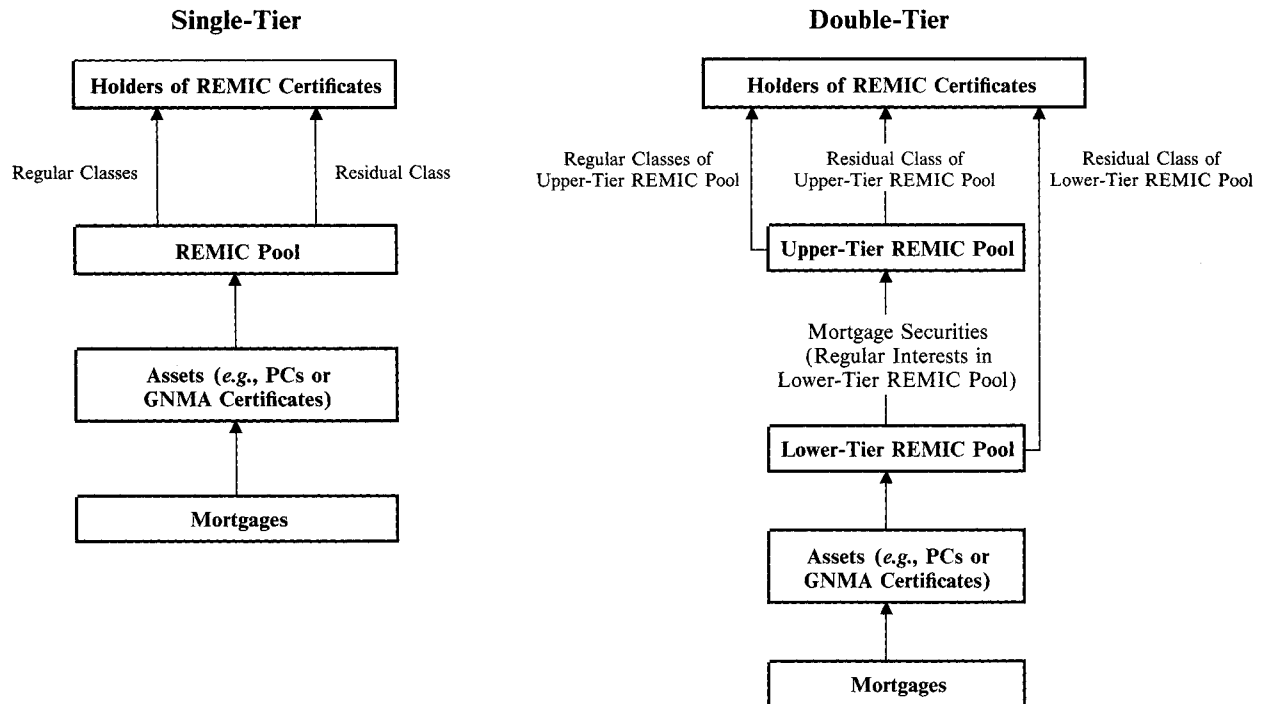 Single-Tier
Holders of REMIC Certificates
Regular Classes
Residual Class
REMIC Pool
Assets (e.g., PCs or
GNMA Certificates)
Mortgages
Double-Tier
Holders of REMIC Certificates
Regular Classes of
Upper-Tier REMIC Pool
Residual Class of
Upper-Tier REMIC Pool
Residual Class of
Lower-Tier REMIC Pool
Upper-Tier REMIC Pool
Mortgage Securities
(Regular Interests in
Lower-Tier REMIC Pool)
Lower-Tier REMIC Pool
Assets (e.g., PCs or
GNMA Certificates)
Mortgages